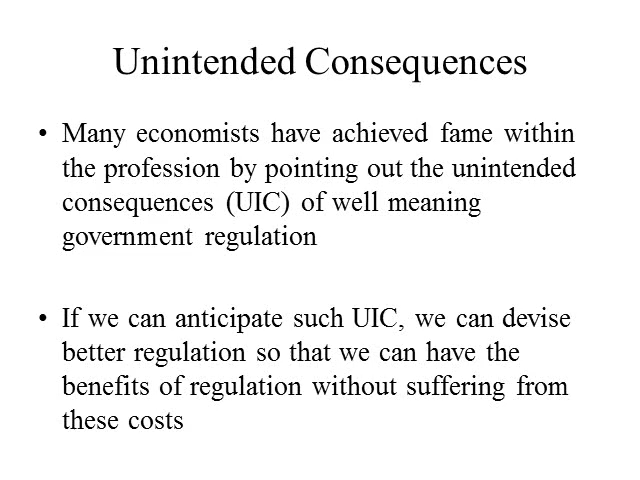 Unintended Consequences
• Many economists have achieved fame within
the profession by pointing out the unintended
consequences (UIC) of well meaning
government regulation
• If we can anticipate such UIC, we can devise
better regulation so that we can have the
benefits of regulation without suffering from
these costs